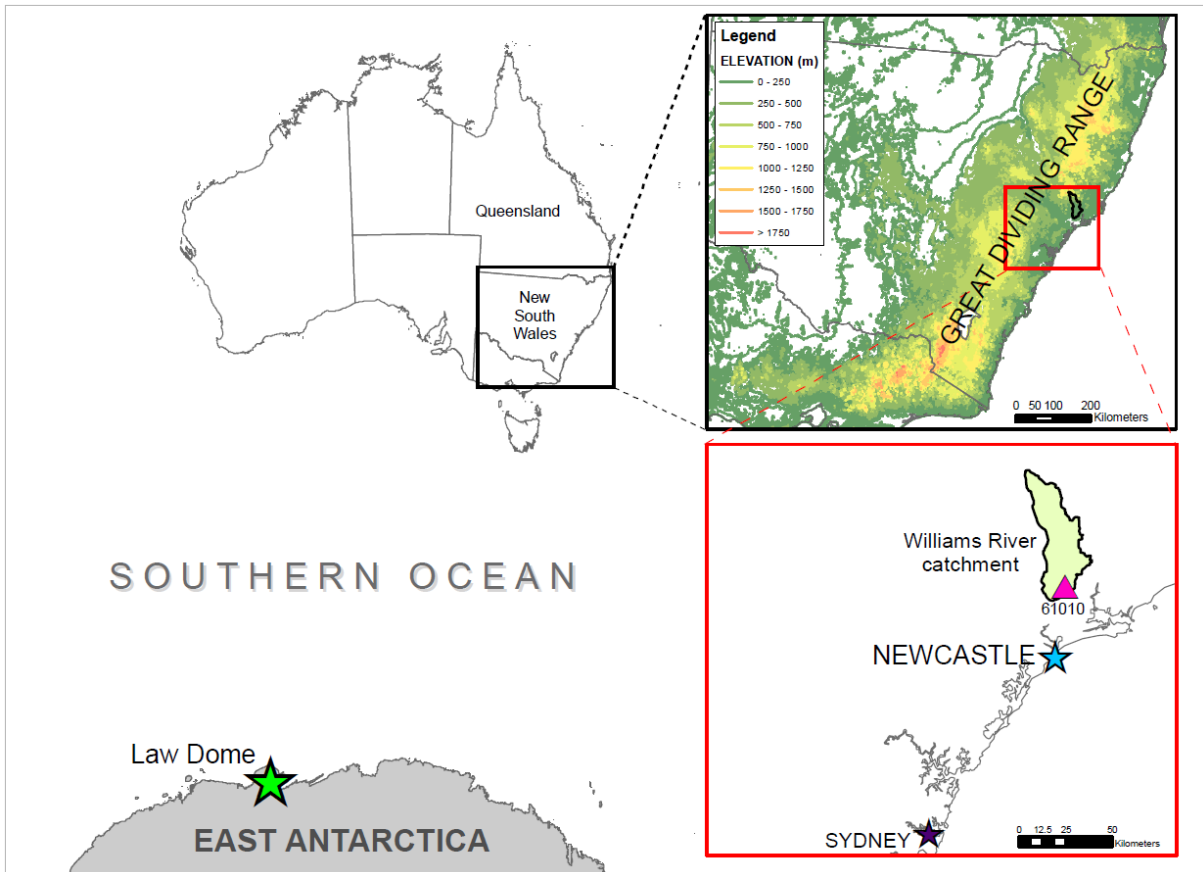 Queensland
New
South
Wales
SOUTHERN OCEAN
Law Dome
EAST ANTARCTICA
Legend
ELEVATION (m)
0 - 250
250 - 500
500 - 750
750 - 1000
1000 - 1250
1250 - 1500
1500 - 1750
> 1750
GREAT DIVIDING RANGE
0 50 100 200
Kilometers
Williams River
catchment
61010
NEWCASTLE
SYDNEY
0 12.5 25 50
Kilometers